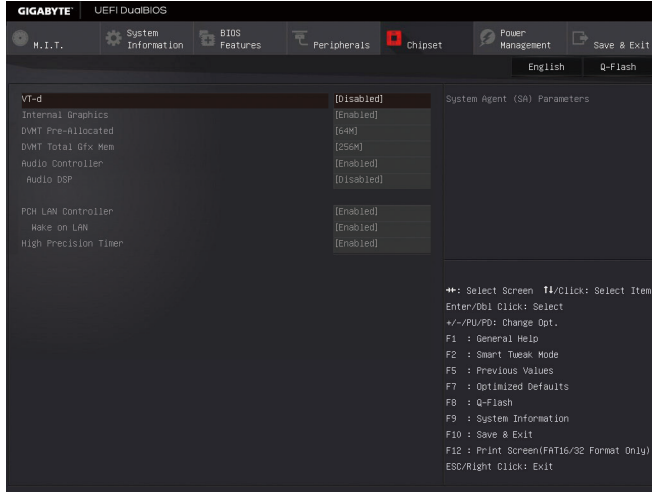 GIGABYTE™ UEFI DualBIOS
M.I.T.
System Information
BIOS Features
Peripherals
Chipset
Power Management
Save & Exit
English Q-Flash
VT-d [Disabled]
Internal Graphics [Enabled]
DVMT Pre-Allocated [64M]
DVMT Total Gfx Mem [256M]
Audio Controller [Enabled]
Audio DSP [Disabled]
PCH LAN Controller [Enabled]
Wake on LAN [Enabled]
High Precision Timer [Enabled]
System Agent (SA) Parameters
→←: Select Screen ↑↓/Click: Select Item
Enter/Dbl Click: Select
+/-/PU/PD: Change Opt.
F1 : General Help
F2 : Smart Tweak Mode
F5 : Previous Values
F7 : Optimized Defaults
F8 : Q-Flash
F9 : System Information
F10 : Save & Exit
F12 : Print Screen(FAT16/32 Format Only)
ESC/Right Click: Exit